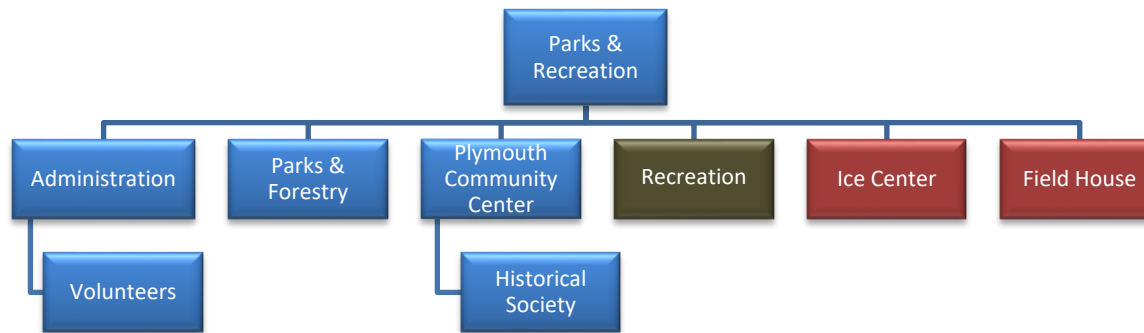 Parks &
Recreation
Administration
Parks &
Forestry
Plymouth
Community
Center
Recreation
Ice Center
Field House
Volunteers
Historical
Society